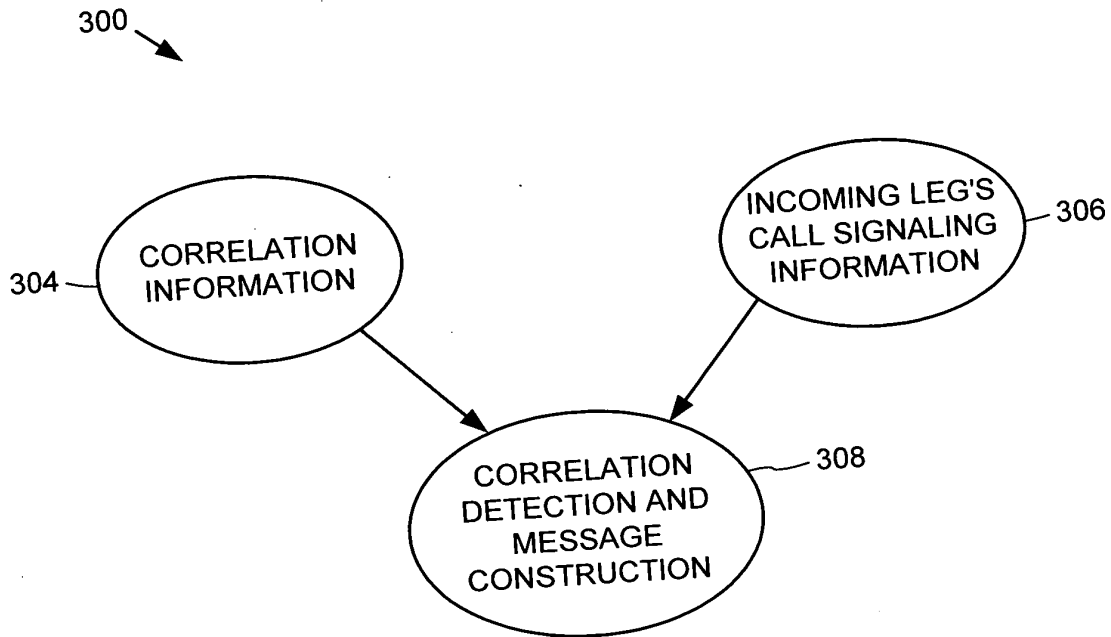 300
304
CORRELATION
INFORMATION
INCOMING LEG'S
CALL SIGNALING
INFORMATION
306
CORRELATION
DETECTION AND
MESSAGE
CONSTRUCTION
308